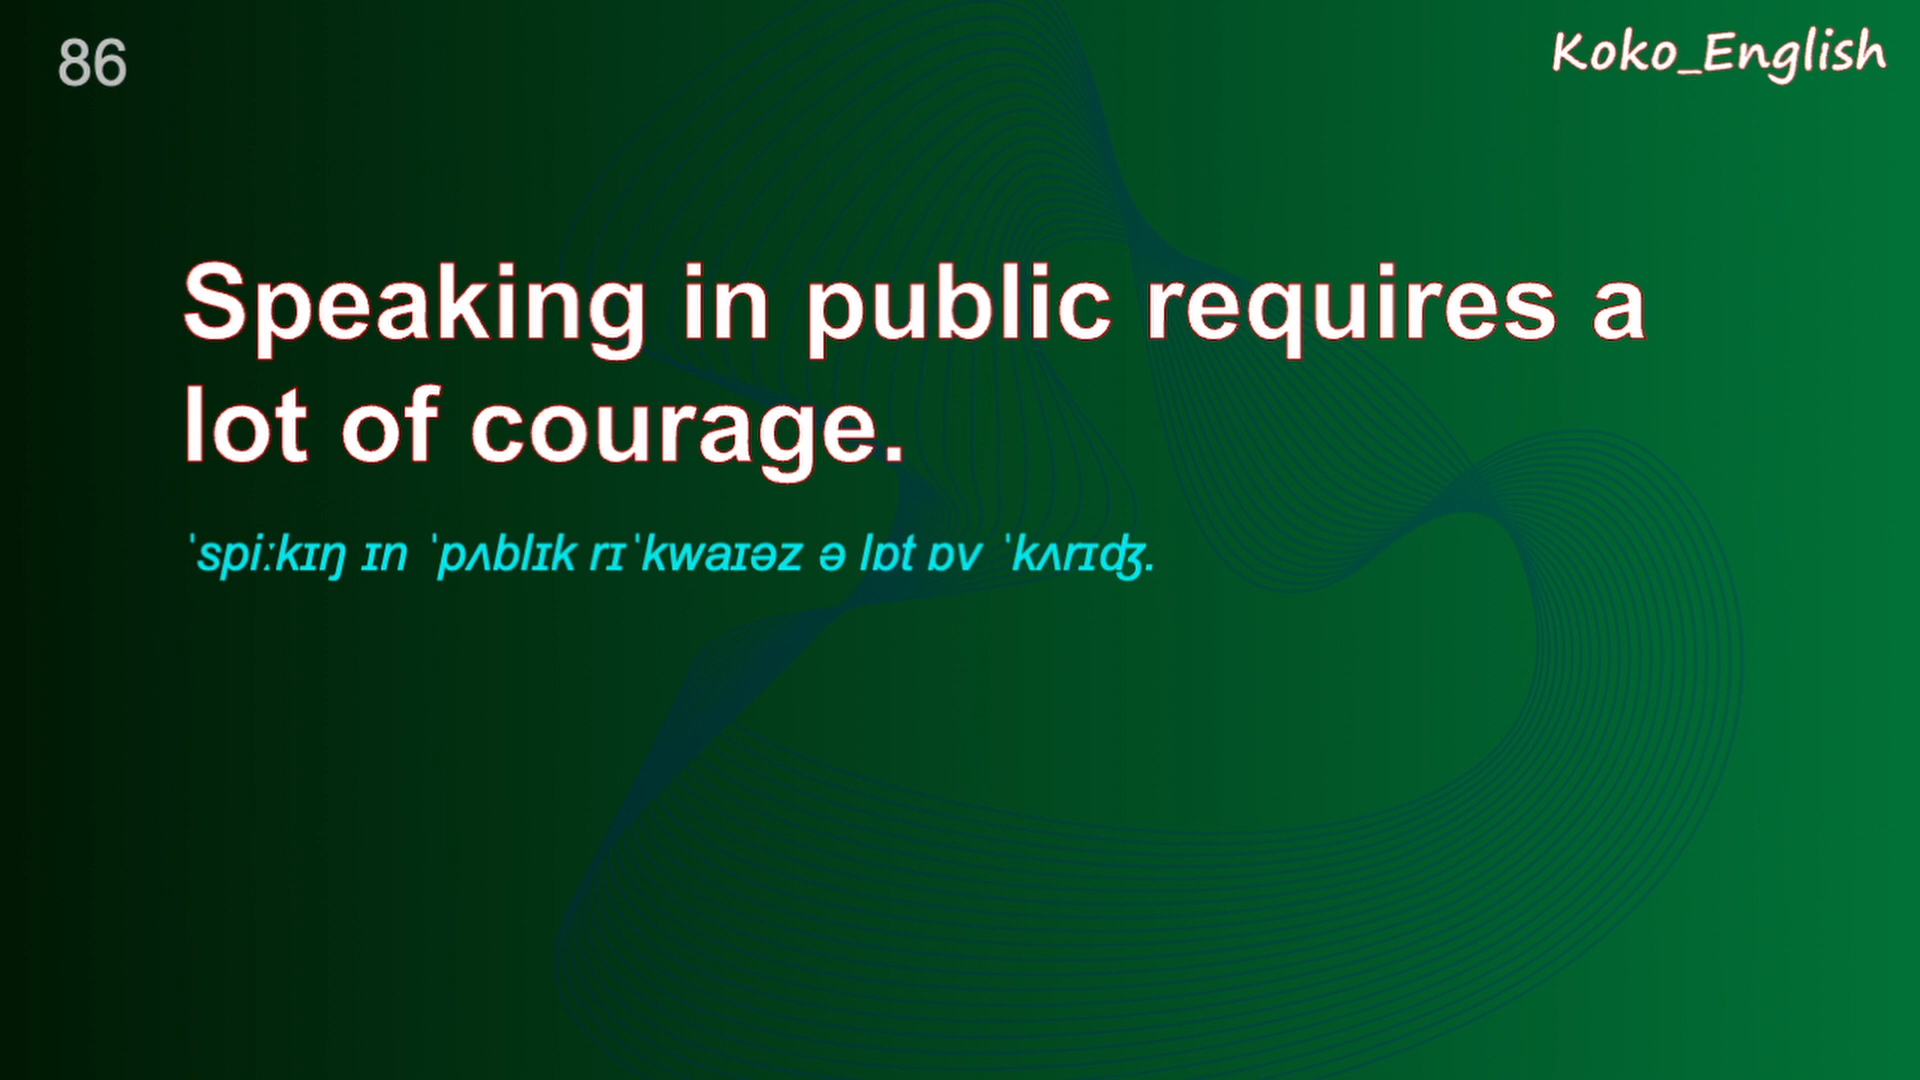 86
Koko_English
Speaking in public requires a
lot of courage.
ˈspiːkɪŋ ɪn ˈpʌblɪk rɪˈkwaɪəz ə lɒt ɒv ˈkʌrɪʤ.